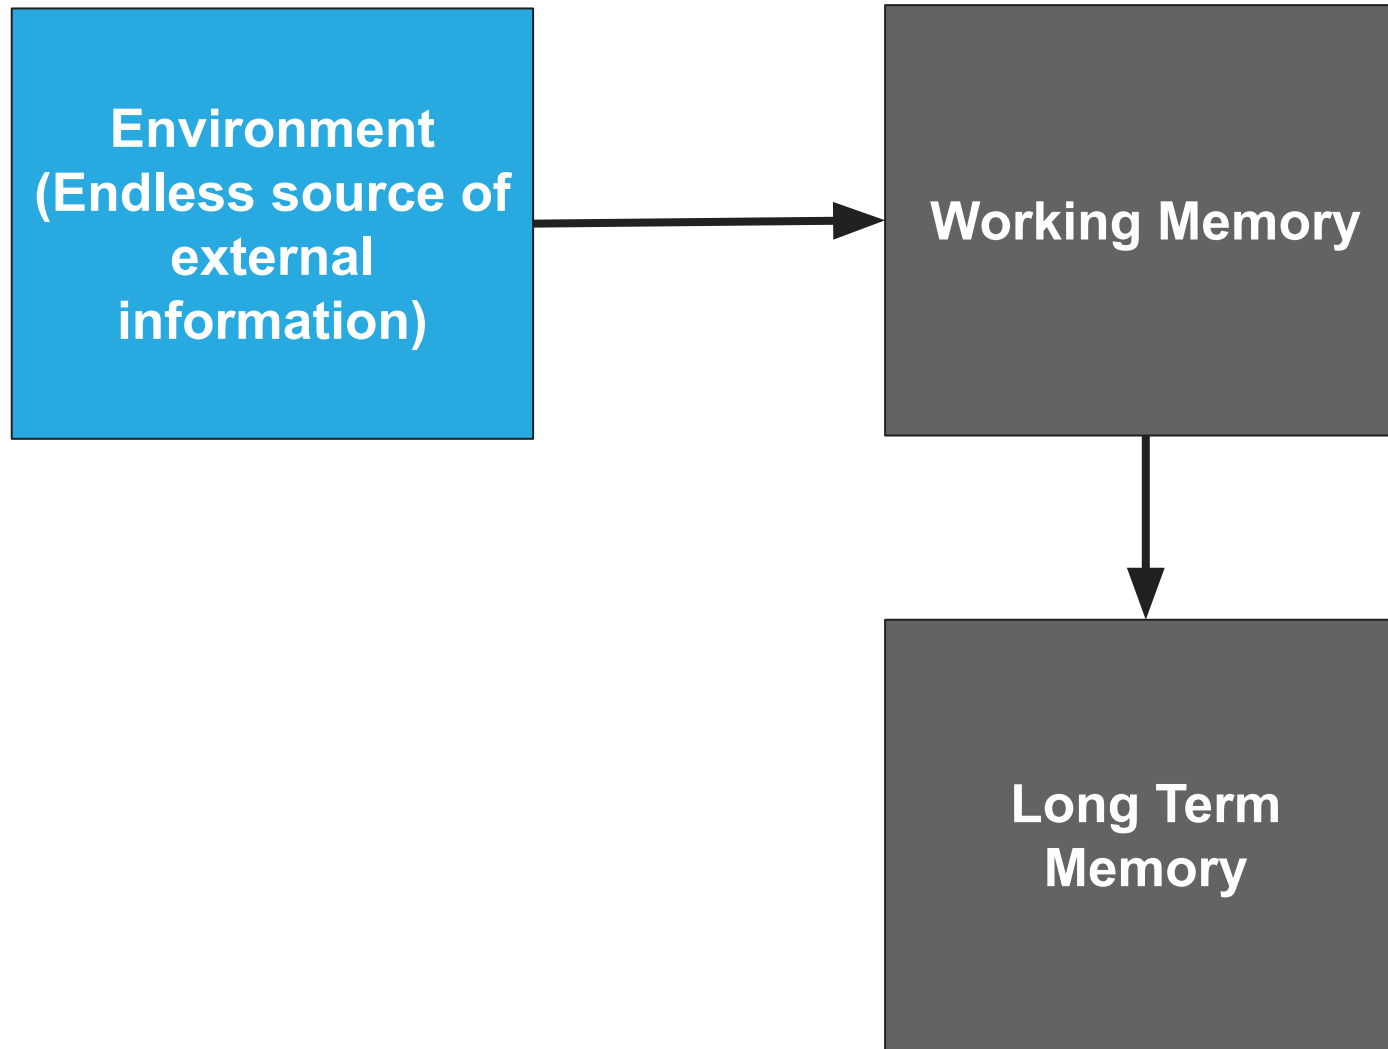 Environment
(Endless source of
external
information)
Working Memory
Long Term
Memory